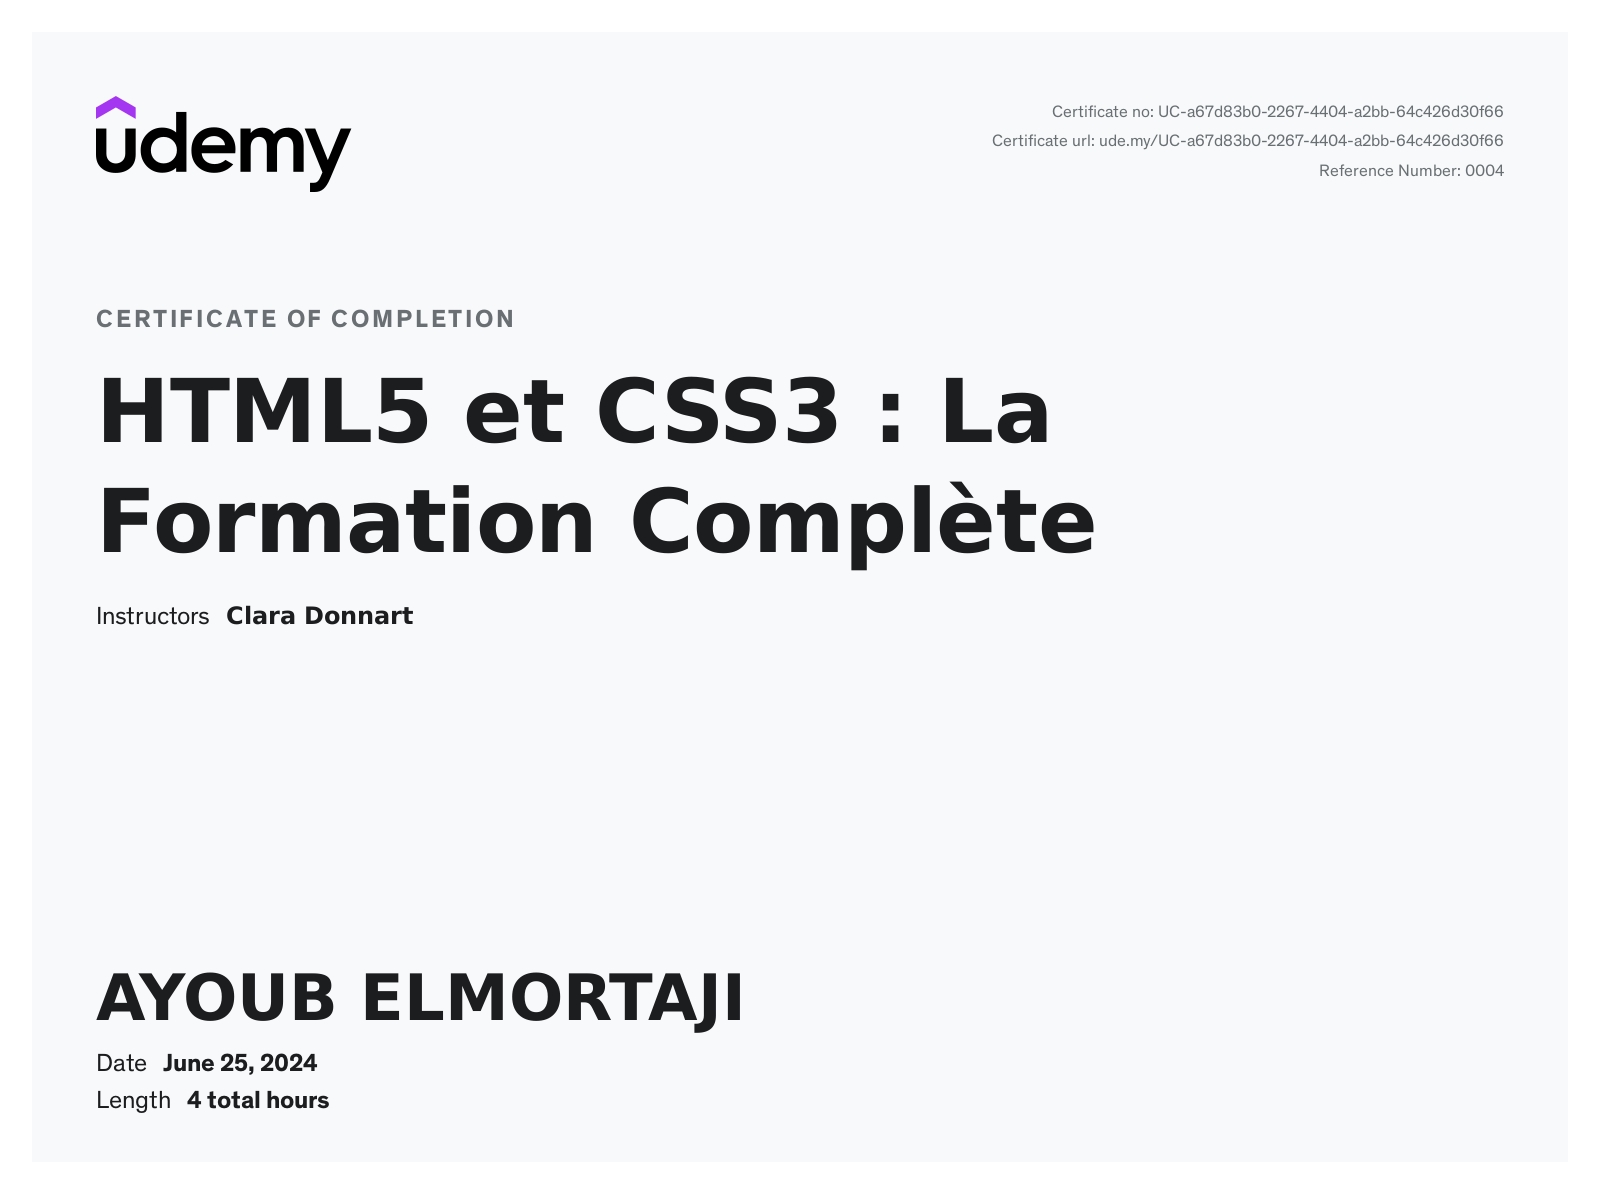 udemy
Certificate no: UC-a67d83b0-2267-4404-a2bb-64c426d30f66
Certificate url: ude.my/UC-a67d83b0-2267-4404-a2bb-64c426d30f66
Reference Number: 0004
CERTIFICATE OF COMPLETION
HTML5 et CSS3 : La
Formation Complète
Instructors Clara Donnart
AYOUB ELMORTAJI
Date June 25, 2024
Length 4 total hours